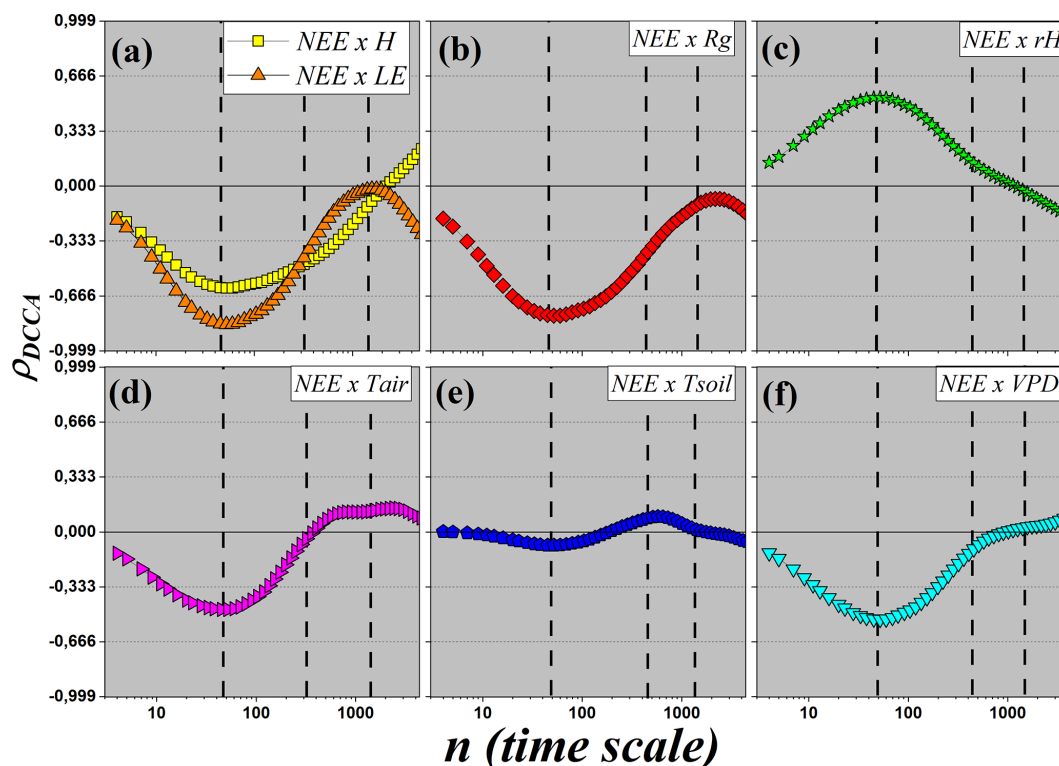 0,999
0,666
0,333
0,000
-0,333
-0,666
-0,999
(a)
NEE x H
NEE x LE
(b)
NEE x Rg
(c)
NEE x rH
ρDCCA
0,999
0,666
0,333
0,000
-0,333
-0,666
-0,999
(d)
NEE x Tair
(e)
NEE x Tsoil
(f)
NEE x VPD
10 100 1000 10 100 1000 10 100 1000
n (time scale)